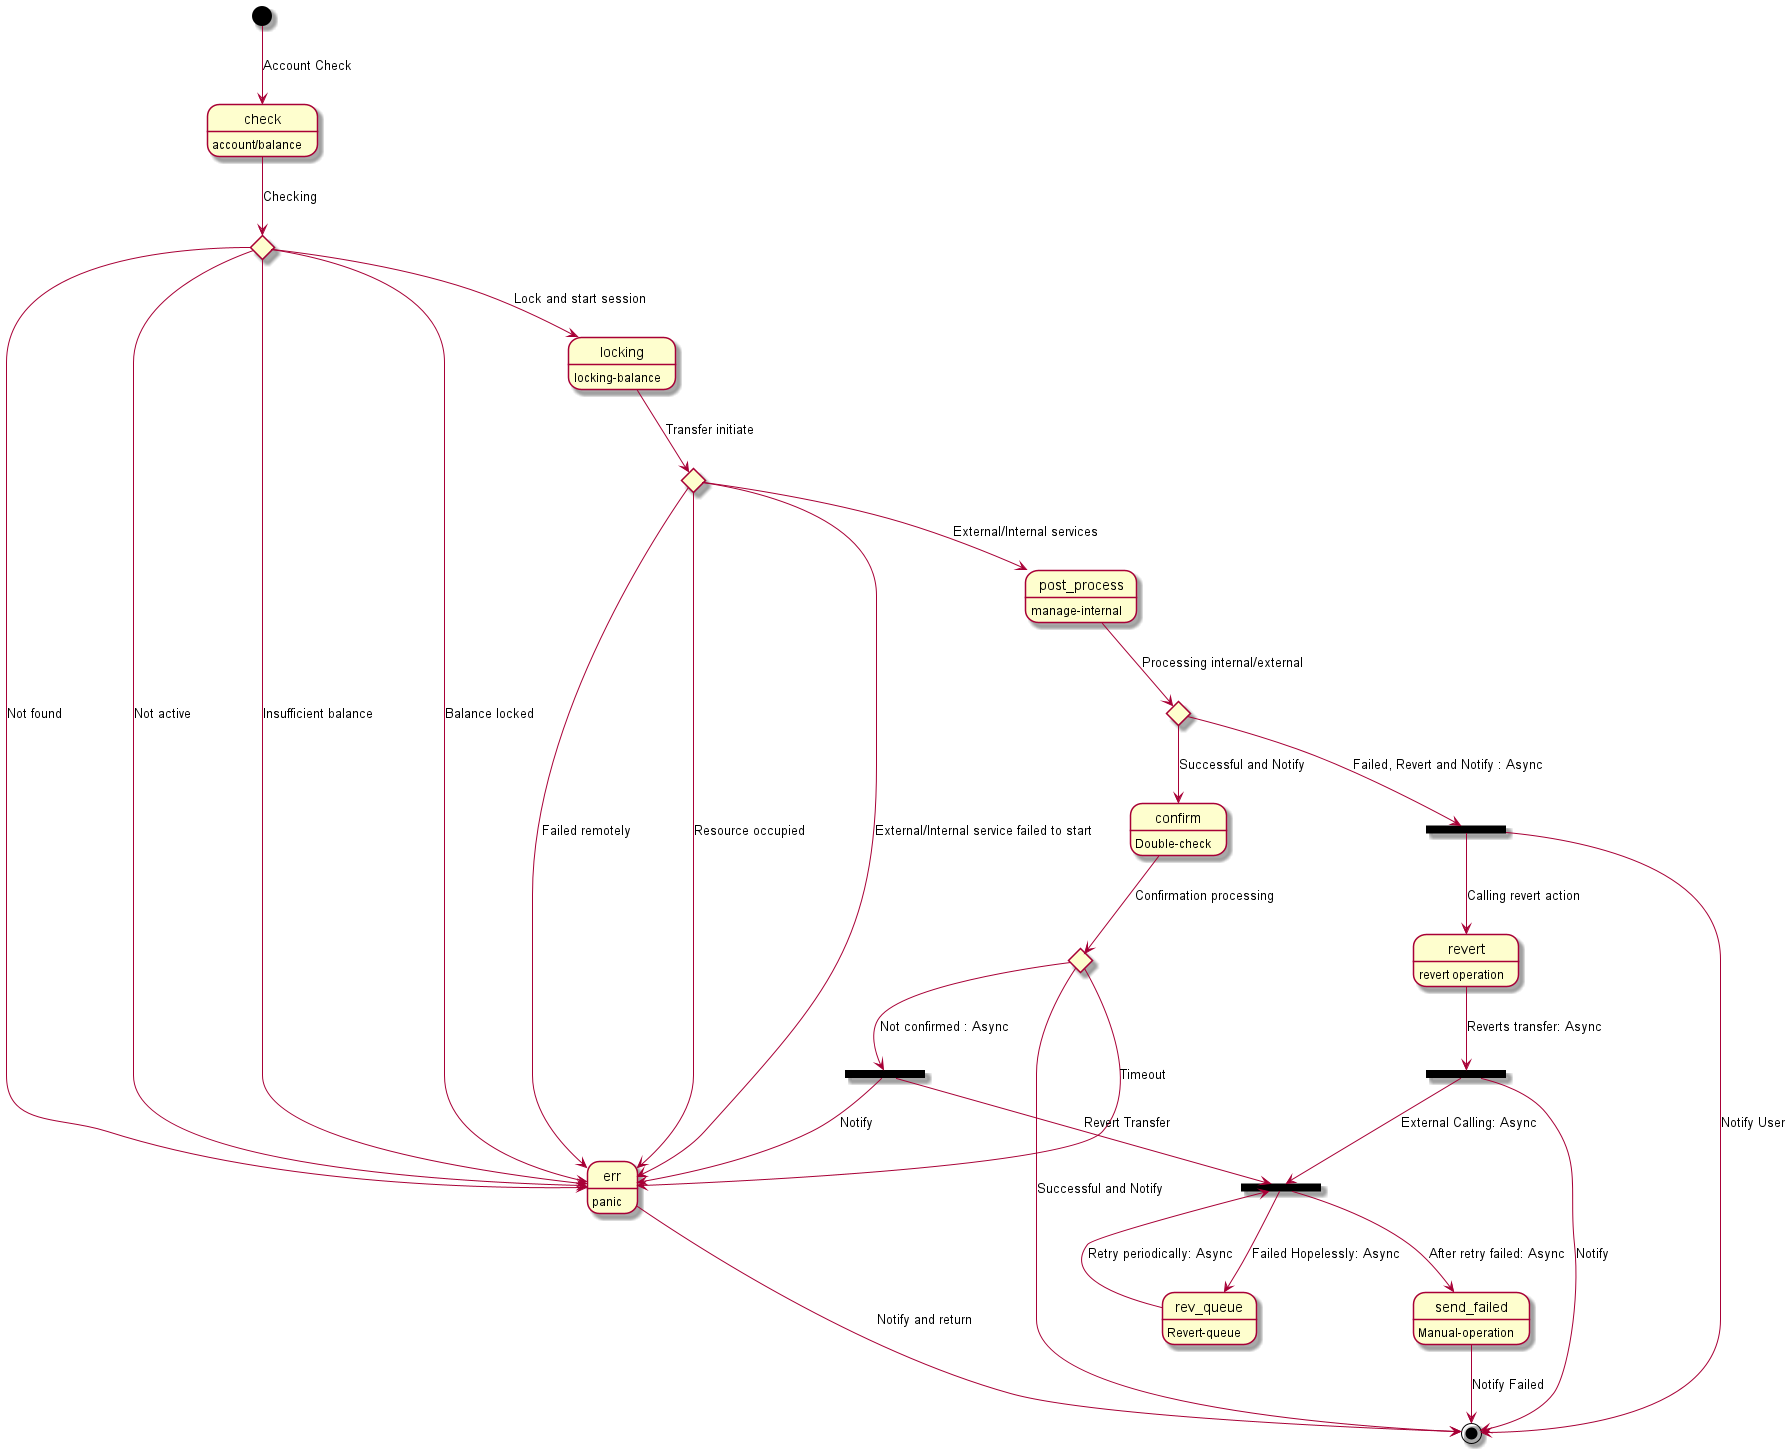 Account Check
check
account/balance
Checking
Lock and start session
locking
locking-balance
Transfer initiate
External/Internal services
post_process
manage-internal
Processing internal/external
Not found
Not active
Insufficient balance
Balance locked
Successful and Notify
Failed, Revert and Notify : Async
confirm
Double-check
Failed remotely
Resource occupied
External/Internal service failed to start
Confirmation processing
Calling revert action
revert
revert operation
Not confirmed : Async
Reverts transfer: Async
Timeout
Notify
Revert Transfer
External Calling: Async
Notify User
err
panic
Successful and Notify
Retry periodically: Async
Failed Hopelessly: Async
After retry failed: Async
Notify
rev_queue
Revert-queue
send_failed
Manual-operation
Notify and return
Notify Failed